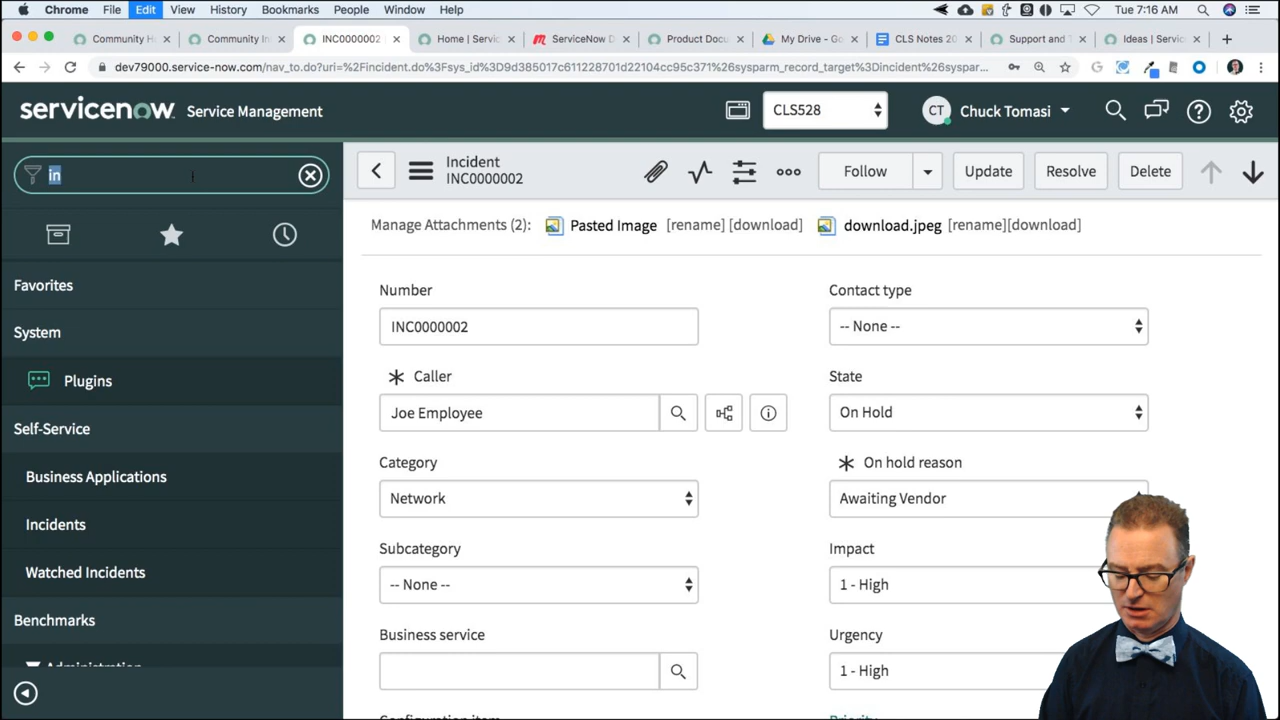 Chrome File Edit View History Bookmarks People Window Help Tue 7:16 AM
Community H Community In INC0000002 Home | Servic ServiceNow D Product Docu My Drive - Go CLS Notes 20 Support and T Ideas | Service
dev79000.service-now.com/nav_to.do?uri=%2Fincident.do%3Fsys_id%3D9d385017c611228701d22104cc95c371%26sysparm_record_target%3Dincident%26syspar...
servicenow Service Management CLS528 CT Chuck Tomasi
in
Incident
INC0000002
Follow Update Resolve Delete
Manage Attachments (2): Pasted Image [rename] [download] download.jpeg [rename][download]
Favorites
System
Plugins
Self-Service
Business Applications
Incidents
Watched Incidents
Benchmarks
Administration
Number
INC0000002
Caller
Joe Employee
Category
Network
Subcategory
-- None --
Business service
Configuration item
Contact type
-- None --
State
On Hold
On hold reason
Awaiting Vendor
Impact
1 - High
Urgency
1 - High
Priority